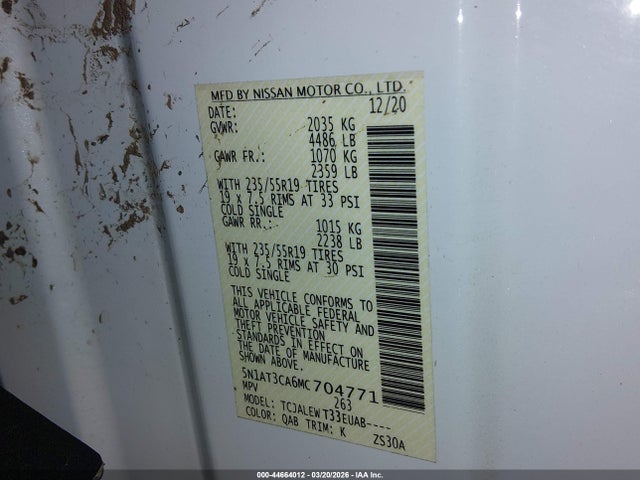 MFD BY NISSAN MOTOR CO., LTD.
DATE: 12/20
GVWR: 2035 KG
4486 LB
GAWR FR.: 1070 KG
2359 LB
WITH 235/55R19 TIRES
19 x 7.5 RIMS AT 33 PSI
COLD SINGLE
GAWR RR.: 1015 KG
2238 LB
WITH 235/55R19 TIRES
19 x 7.5 RIMS AT 30 PSI
COLD SINGLE
THIS VEHICLE CONFORMS TO
ALL APPLICABLE FEDERAL
MOTOR VEHICLE SAFETY AND
THEFT PREVENTION
STANDARDS IN EFFECT ON
THE DATE OF MANUFACTURE
SHOWN ABOVE.
5N1AT3CA6MC704771
MPV 263
MODEL: TCJALEWT33EUAB----
COLOR: QAB TRIM: K ZS30A
000-44664012 — 03/20/2026 — IAA Inc.